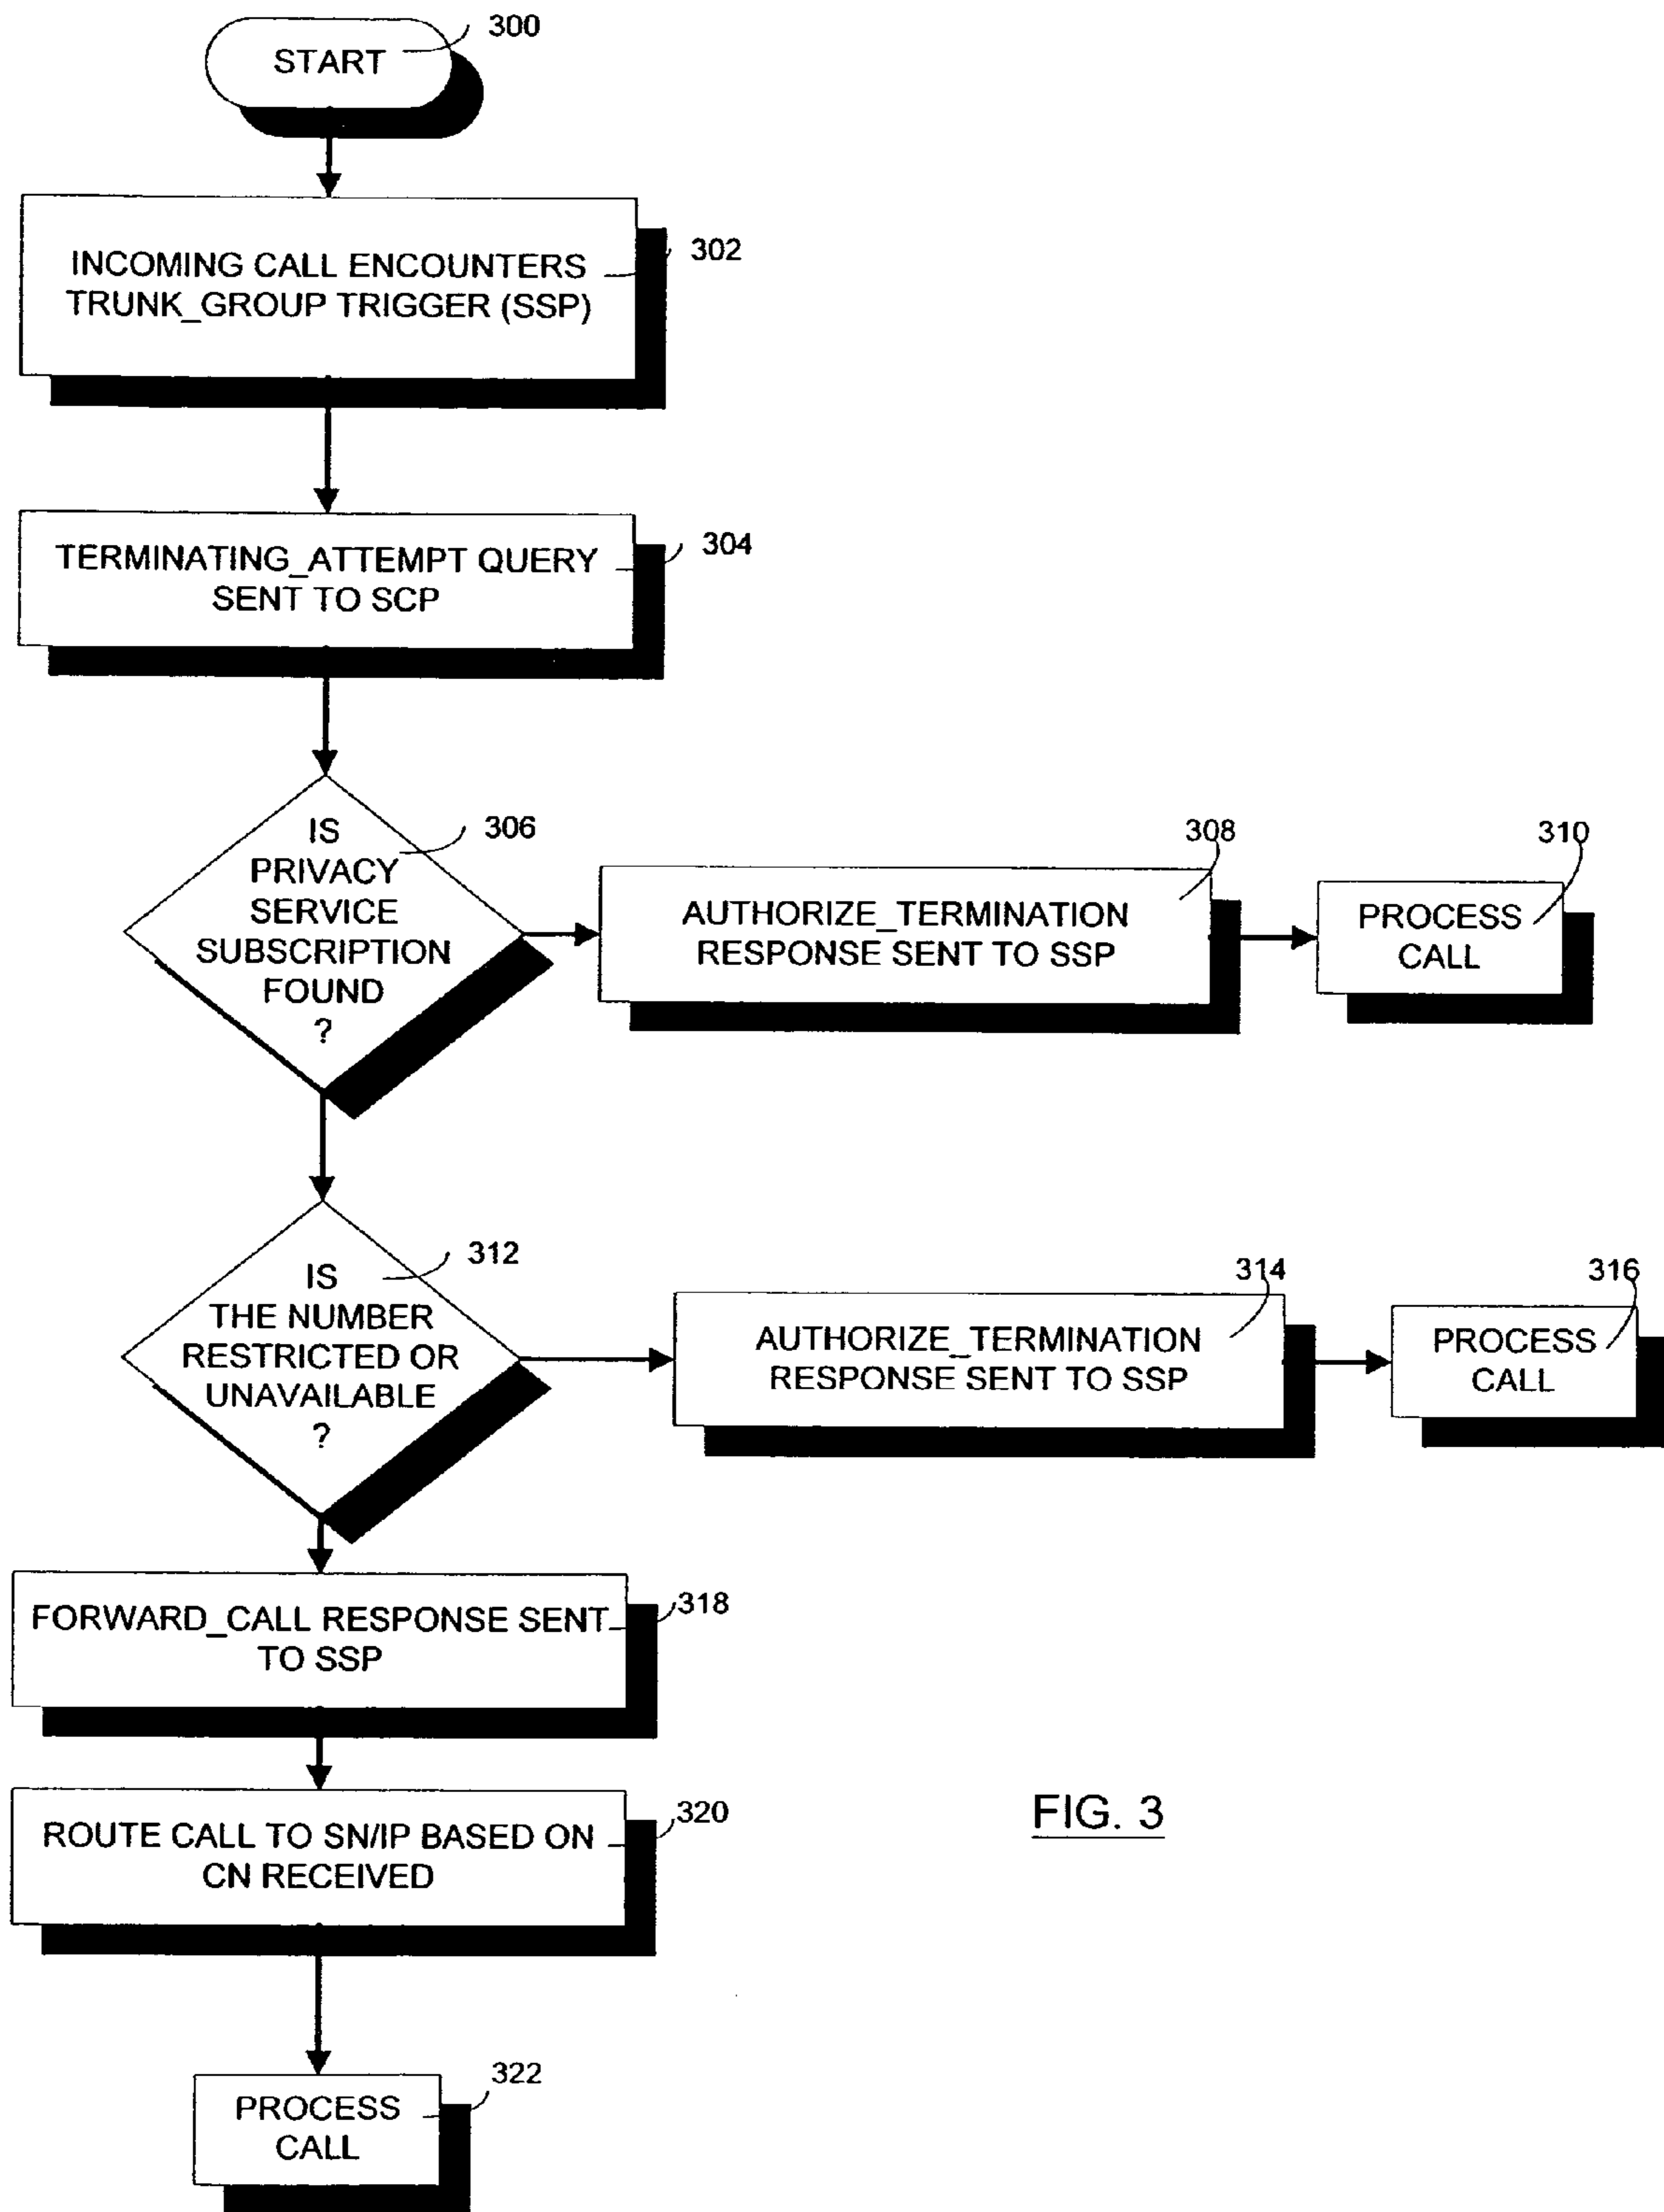 300
START
302
INCOMING CALL ENCOUNTERS
TRUNK_GROUP TRIGGER (SSP)
304
TERMINATING_ATTEMPT QUERY
SENT TO SCP
306
IS
PRIVACY
SERVICE
SUBSCRIPTION
FOUND
?
308
AUTHORIZE_TERMINATION
RESPONSE SENT TO SSP
310
PROCESS
CALL
312
IS
THE NUMBER
RESTRICTED OR
UNAVAILABLE
?
314
AUTHORIZE_TERMINATION
RESPONSE SENT TO SSP
316
PROCESS
CALL
318
FORWARD_CALL RESPONSE SENT
TO SSP
320
ROUTE CALL TO SN/IP BASED ON
CN RECEIVED
322
PROCESS
CALL
FIG. 3